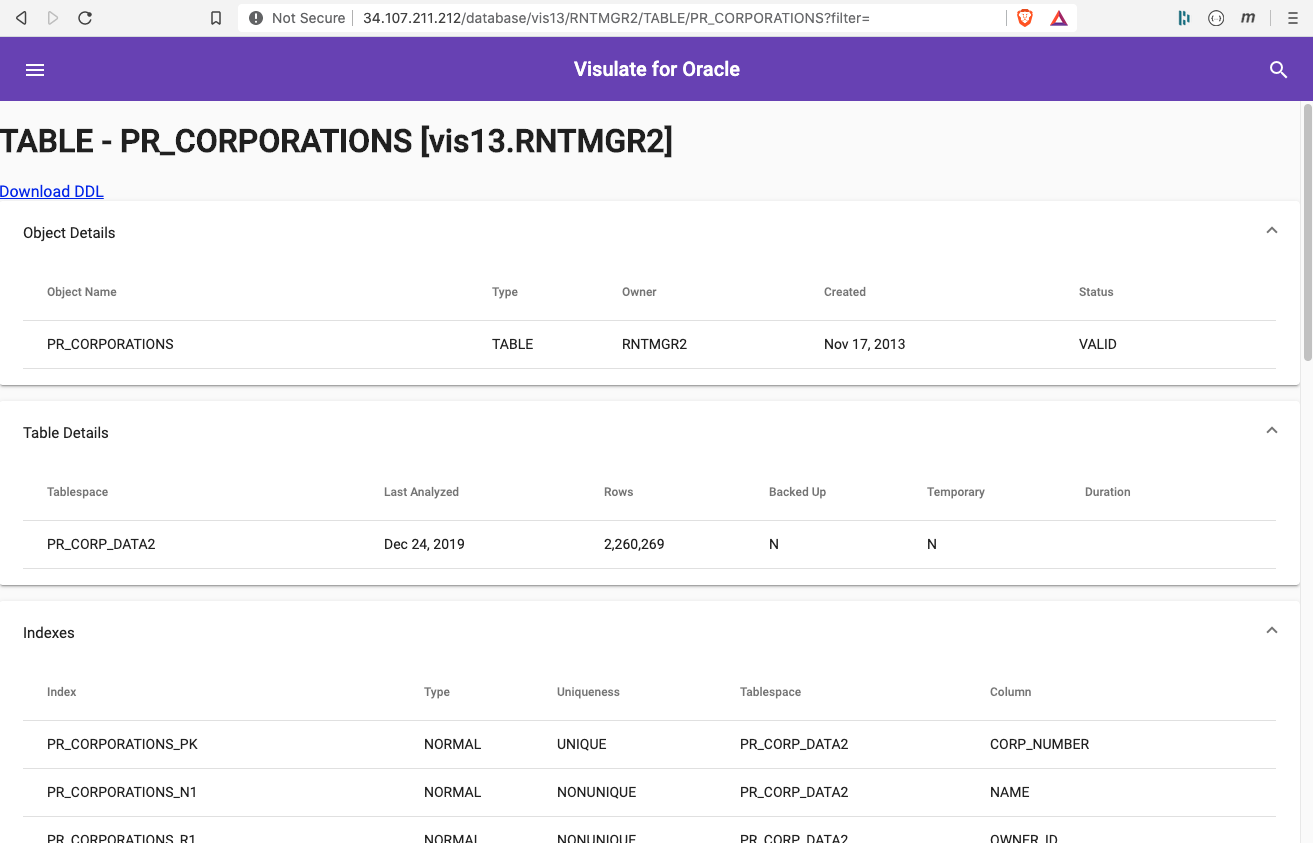 Not Secure 34.107.211.212/database/vis13/RNTMGR2/TABLE/PR_CORPORATIONS?filter= m
Visulate for Oracle
TABLE - PR_CORPORATIONS [vis13.RNTMGR2]
Download DDL
Object Details
Object Name Type Owner Created Status
PR_CORPORATIONS TABLE RNTMGR2 Nov 17, 2013 VALID
Table Details
Tablespace Last Analyzed Rows Backed Up Temporary Duration
PR_CORP_DATA2 Dec 24, 2019 2,260,269 N N
Indexes
Index Type Uniqueness Tablespace Column
PR_CORPORATIONS_PK NORMAL UNIQUE PR_CORP_DATA2 CORP_NUMBER
PR_CORPORATIONS_N1 NORMAL NONUNIQUE PR_CORP_DATA2 NAME
PR_CORPORATIONS_R1 NORMAL NONUNIQUE PR_CORP_DATA2 OWNER_ID